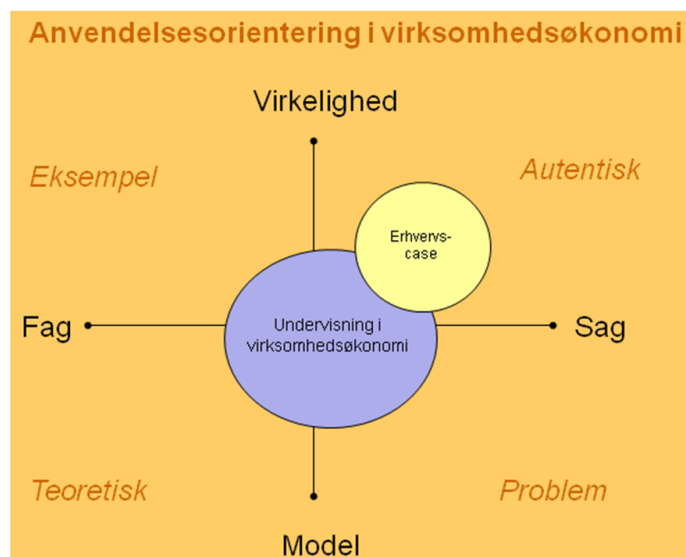 Anvendelsesorientering i virksomhedsøkonomi
Virkelighed
Eksempel
Autentisk
Erhvervs-
case
Fag
Undervisning i
virksomhedsøkonomi
Sag
Teoretisk
Problem
Model